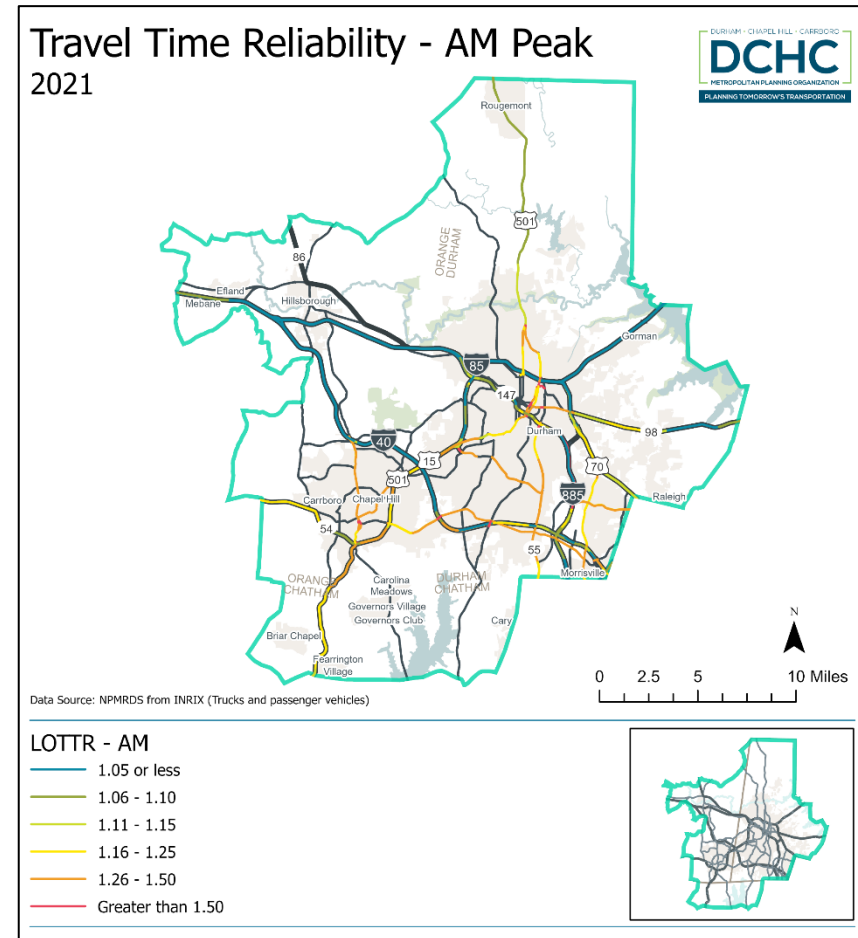 Travel Time Reliability - AM Peak
2021
DURHAM · CHAPEL HILL · CARRBORO
DCHC
METROPOLITAN PLANNING ORGANIZATION
PLANNING TOMORROW'S TRANSPORTATION
Rougemont
501
ORANGE
DURHAM
86
Efland
Mebane
Hillsborough
Gorman
85
147
Durham
98
40
15
501
70
885
Raleigh
Carrboro
Chapel Hill
54
55
Morrisville
ORANGE
CHATHAM
DURHAM
CHATHAM
Carolina
Meadows
Governors Village
Governors Club
Cary
Briar Chapel
Fearrington
Village
N
0 2.5 5 10 Miles
Data Source: NPMRDS from INRIX (Trucks and passenger vehicles)
LOTTR - AM
1.05 or less
1.06 - 1.10
1.11 - 1.15
1.16 - 1.25
1.26 - 1.50
Greater than 1.50